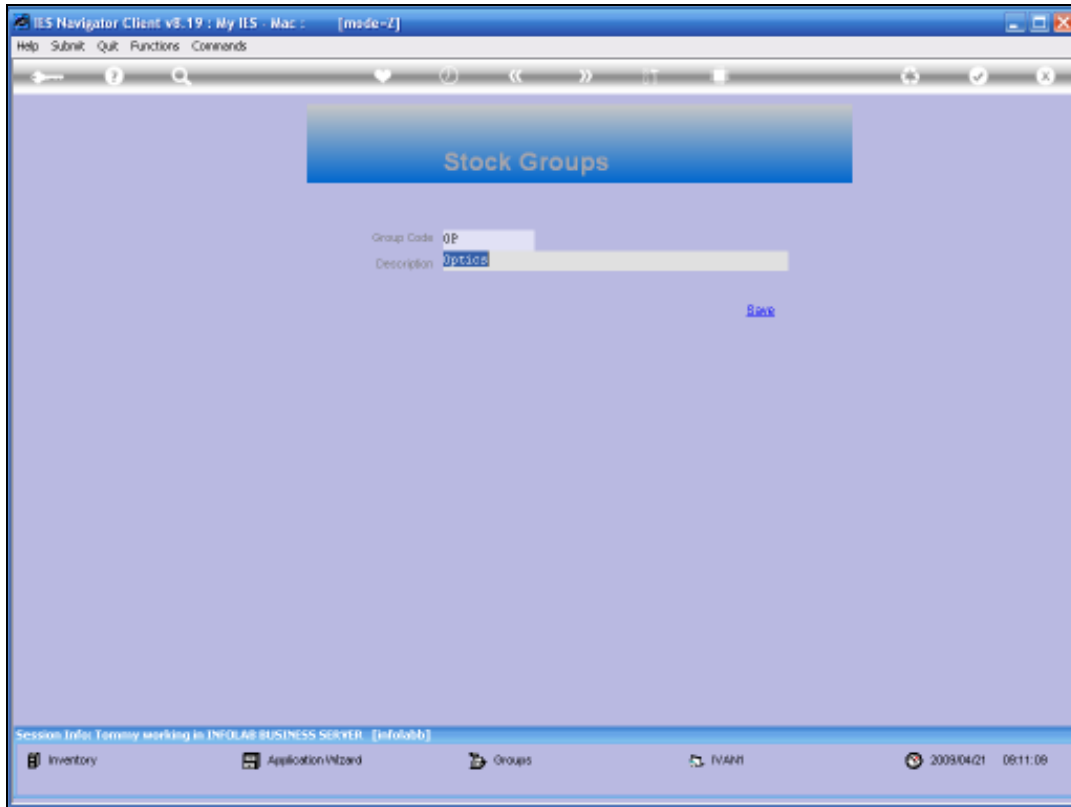 IES Navigator Client v8.19 : My IES - Mac : [mode=Z]
Help Submit Quit Functions Commands
Stock Groups
Group Code OP
Description Optics
Save
Session Info: Tommy working in INFOLAB BUSINESS SERVER [infolabb]
Inventory Application Wizard Groups IVAN1 2009/04/21 09:11:09